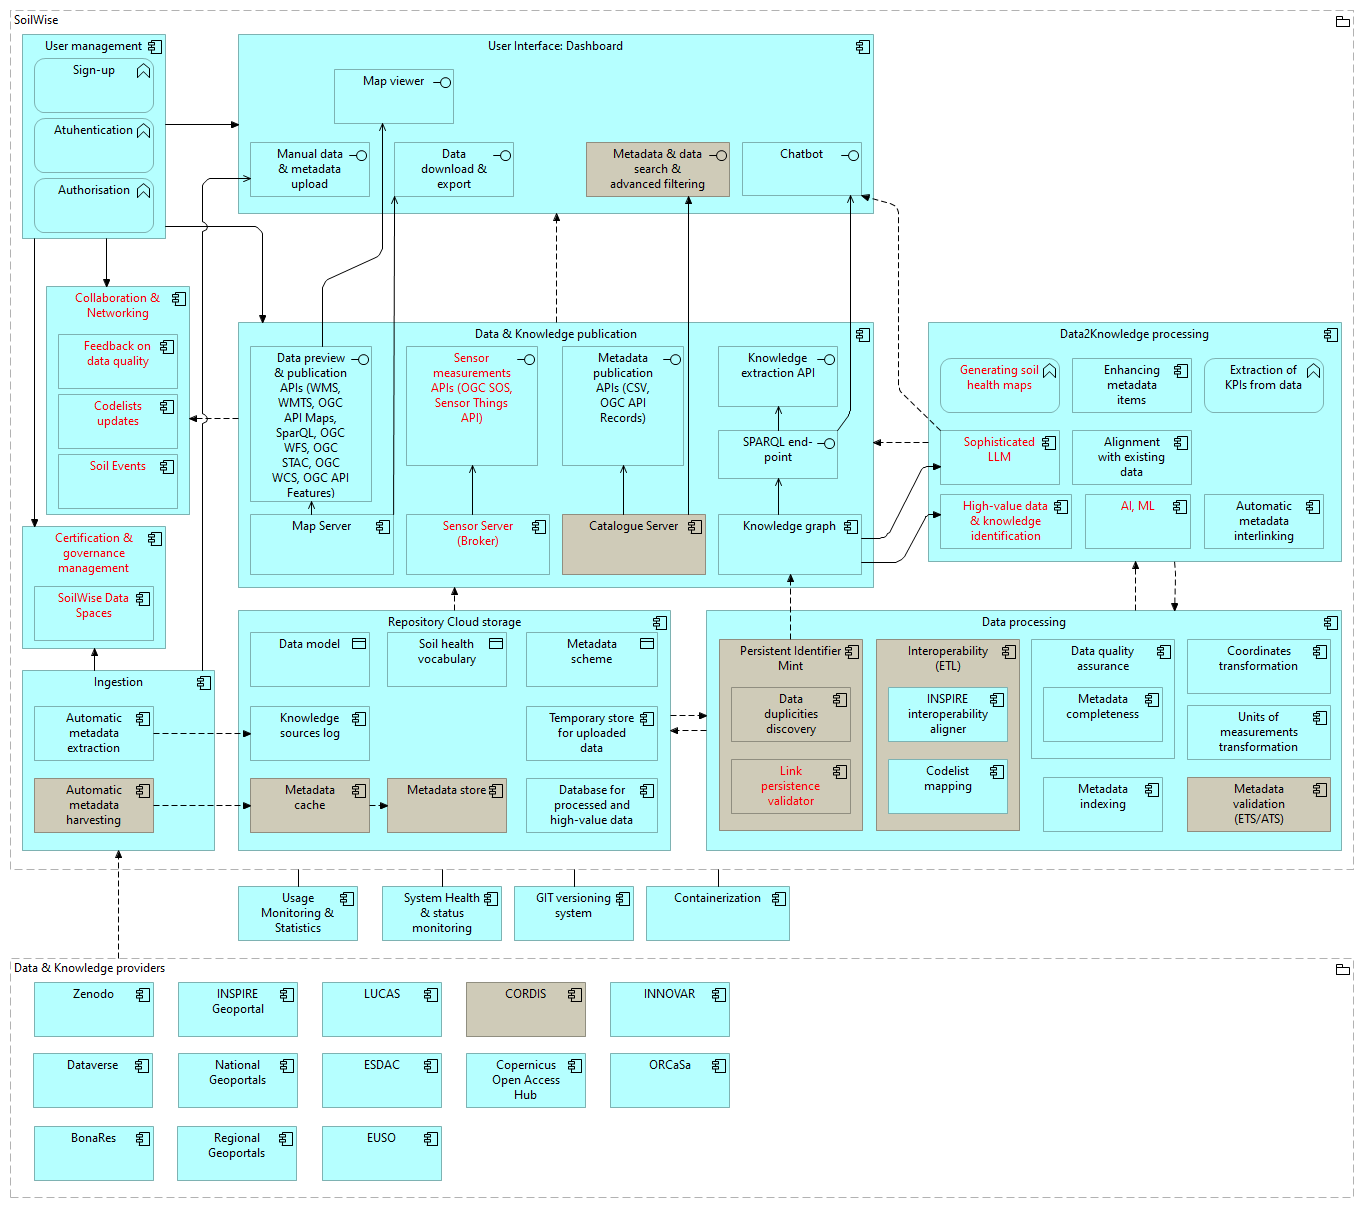 SoilWise
User management
Sign-up
Atuhentication
Authorisation
User Interface: Dashboard
Map viewer
Manual data
& metadata
upload
Data
download &
export
Metadata & data
search &
advanced filtering
Chatbot
Collaboration &
Networking
Feedback on
data quality
Codelists
updates
Soil Events
Data & Knowledge publication
Data preview
& publication
APIs (WMS,
WMTS, OGC
API Maps,
SparQL, OGC
WFS, OGC
STAC, OGC
WCS, OGC API
Features)
Sensor
measurements
APIs (OGC SOS,
Sensor Things
API)
Metadata
publication
APIs (CSV,
OGC API
Records)
Knowledge
extraction API
SPARQL end-
point
Map Server
Sensor Server
(Broker)
Catalogue Server
Knowledge graph
Data2Knowledge processing
Generating soil
health maps
Enhancing
metadata
items
Extraction of
KPIs from data
Sophisticated
LLM
Alignment
with existing
data
High-value data
& knowledge
identification
AI, ML
Automatic
metadata
interlinking
Certification &
governance
management
SoilWise Data
Spaces
Ingestion
Automatic
metadata
extraction
Automatic
metadata
harvesting
Repository Cloud storage
Data model
Soil health
vocabulary
Metadata
scheme
Knowledge
sources log
Temporary store
for uploaded
data
Metadata
cache
Metadata store
Database for
processed and
high-value data
Data processing
Persistent Identifier
Mint
Data
duplicities
discovery
Link
persistence
validator
Interoperability
(ETL)
INSPIRE
interoperability
aligner
Codelist
mapping
Data quality
assurance
Metadata
completeness
Metadata
indexing
Coordinates
transformation
Units of
measurements
transformation
Metadata
validation
(ETS/ATS)
Usage
Monitoring &
Statistics
System Health
& status
monitoring
GIT versioning
system
Containerization
Data & Knowledge providers
Zenodo
INSPIRE
Geoportal
LUCAS
CORDIS
INNOVAR
Dataverse
National
Geoportals
ESDAC
Copernicus
Open Access
Hub
ORCaSa
BonaRes
Regional
Geoportals
EUSO